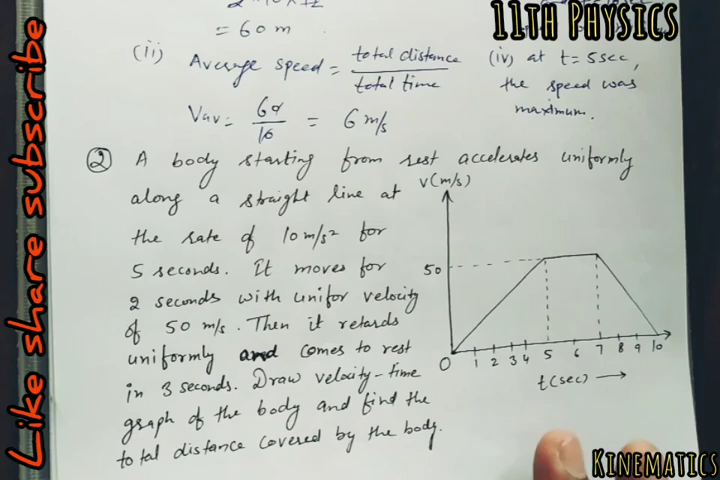 11TH PHYSICS
Like share subscribe
= 60 m
(ii) Average speed = total distance / total time
Vav = 60/10 = 6 m/s
(iv) at t = 5 sec,
the speed was
maximum.
② A body starting from rest accelerates uniformly
along a straight line at
the rate of 10 m/s² for
5 seconds. It moves for
2 seconds with unifor velocity
of 50 m/s. Then it retards
uniformly and comes to rest
in 3 seconds. Draw velocity-time
graph of the body and find the
total distance covered by the body.
V(m/s)
50
0 1 2 3 4 5 6 7 8 9 10
t(sec) →
KINEMATICS